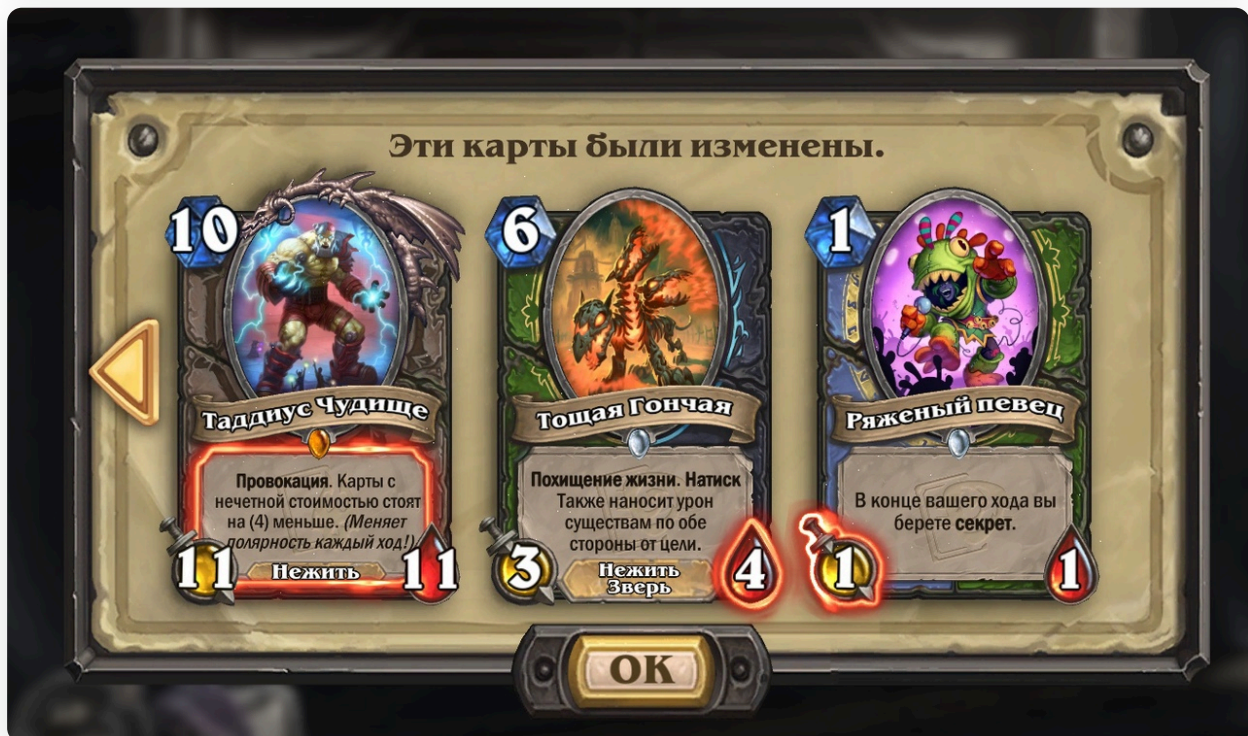 Эти карты были изменены.
10
Таддиус Чудище
Провокация. Карты с
нечетной стоимостью стоят
на (4) меньше. (Меняет
полярность каждый ход!)
11
Нежить
11
6
Тощая Гончая
Похищение жизни. Натиск
Также наносит урон
существам по обе
стороны от цели.
3
Нежить
Зверь
4
1
Ряженый певец
В конце вашего хода вы
берете секрет.
1
1
ОК